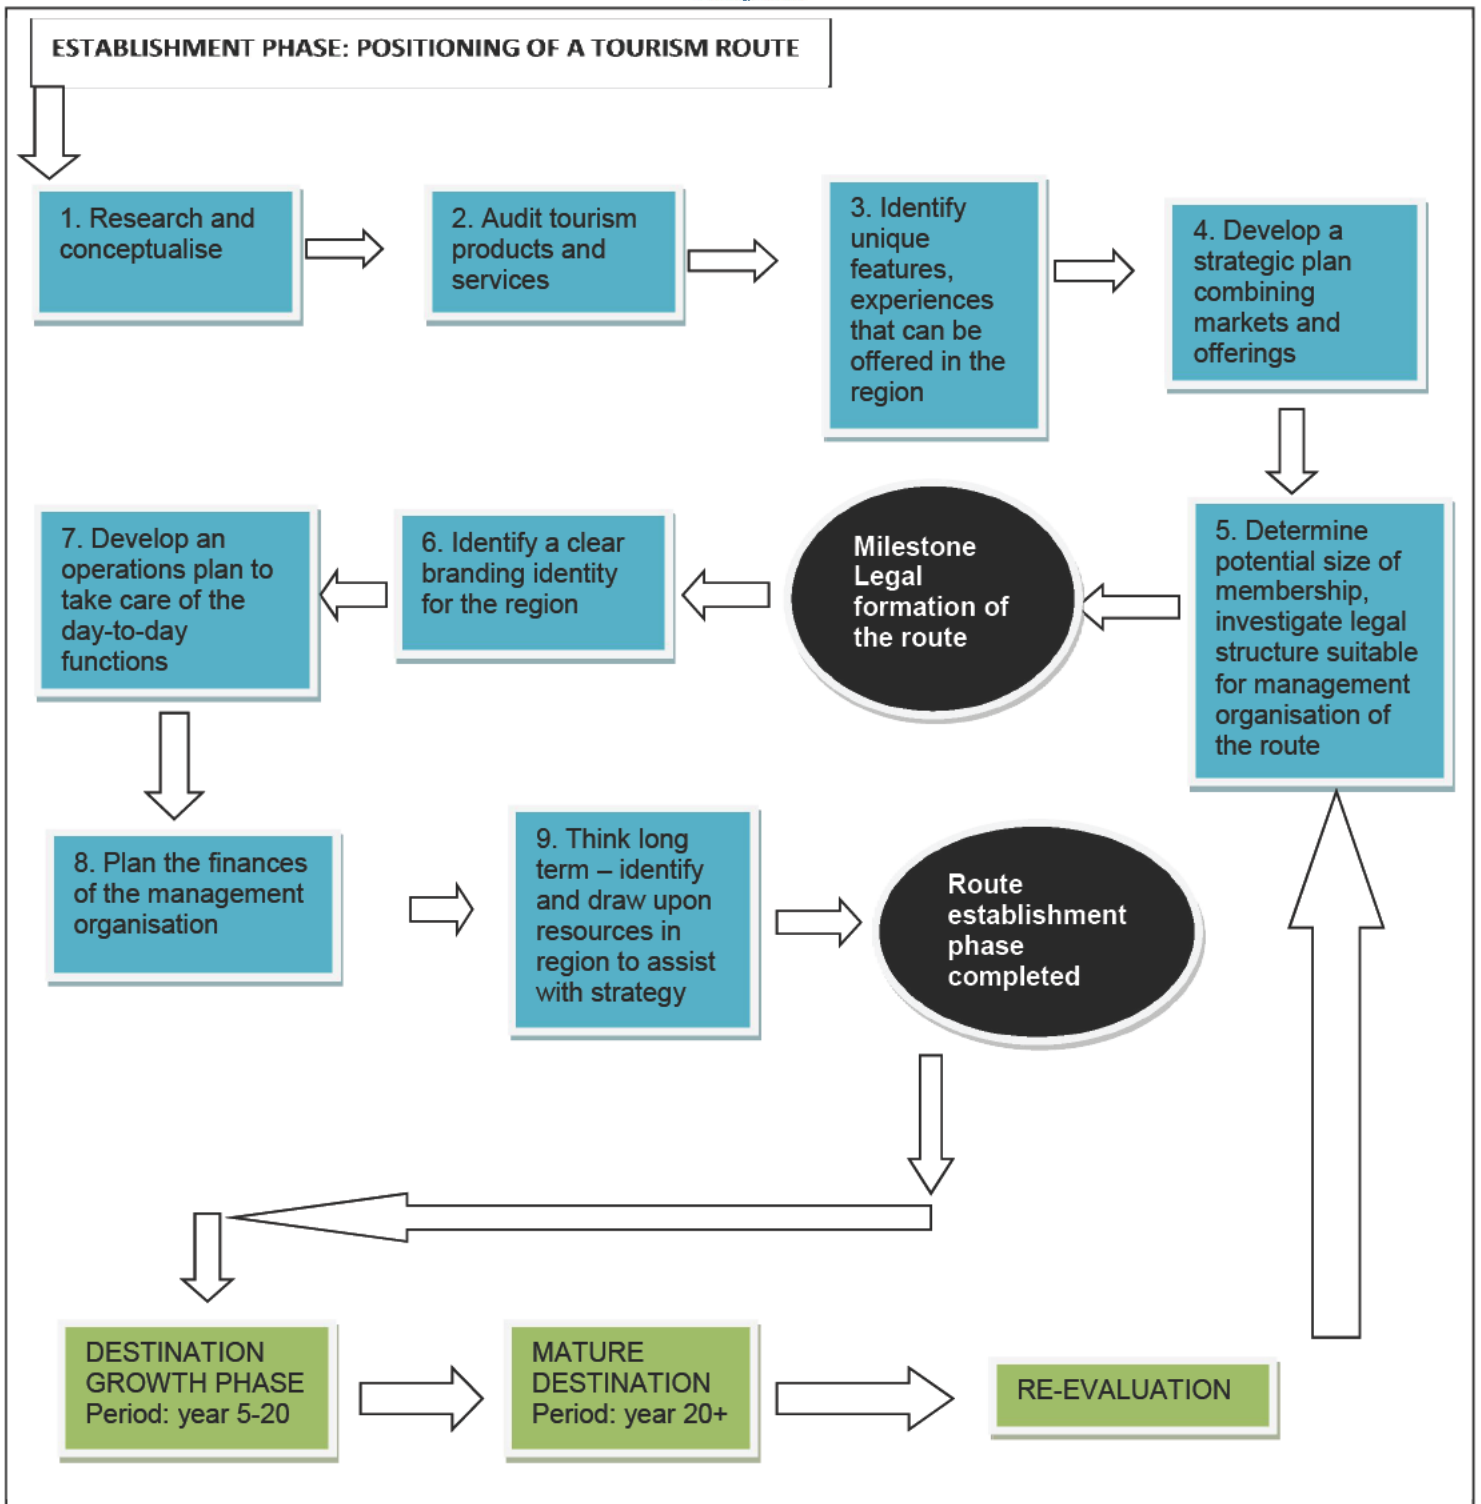 ESTABLISHMENT PHASE: POSITIONING OF A TOURISM ROUTE
1. Research and
conceptualise
2. Audit tourism
products and
services
3. Identify
unique
features,
experiences
that can be
offered in the
region
4. Develop a
strategic plan
combining
markets and
offerings
5. Determine
potential size of
membership,
investigate legal
structure suitable
for management
organisation of
the route
Milestone
Legal
formation of
the route
6. Identify a clear
branding identity
for the region
7. Develop an
operations plan to
take care of the
day-to-day
functions
8. Plan the finances
of the management
organisation
9. Think long
term – identify
and draw upon
resources in
region to assist
with strategy
Route
establishment
phase
completed
DESTINATION
GROWTH PHASE
Period: year 5-20
MATURE
DESTINATION
Period: year 20+
RE-EVALUATION